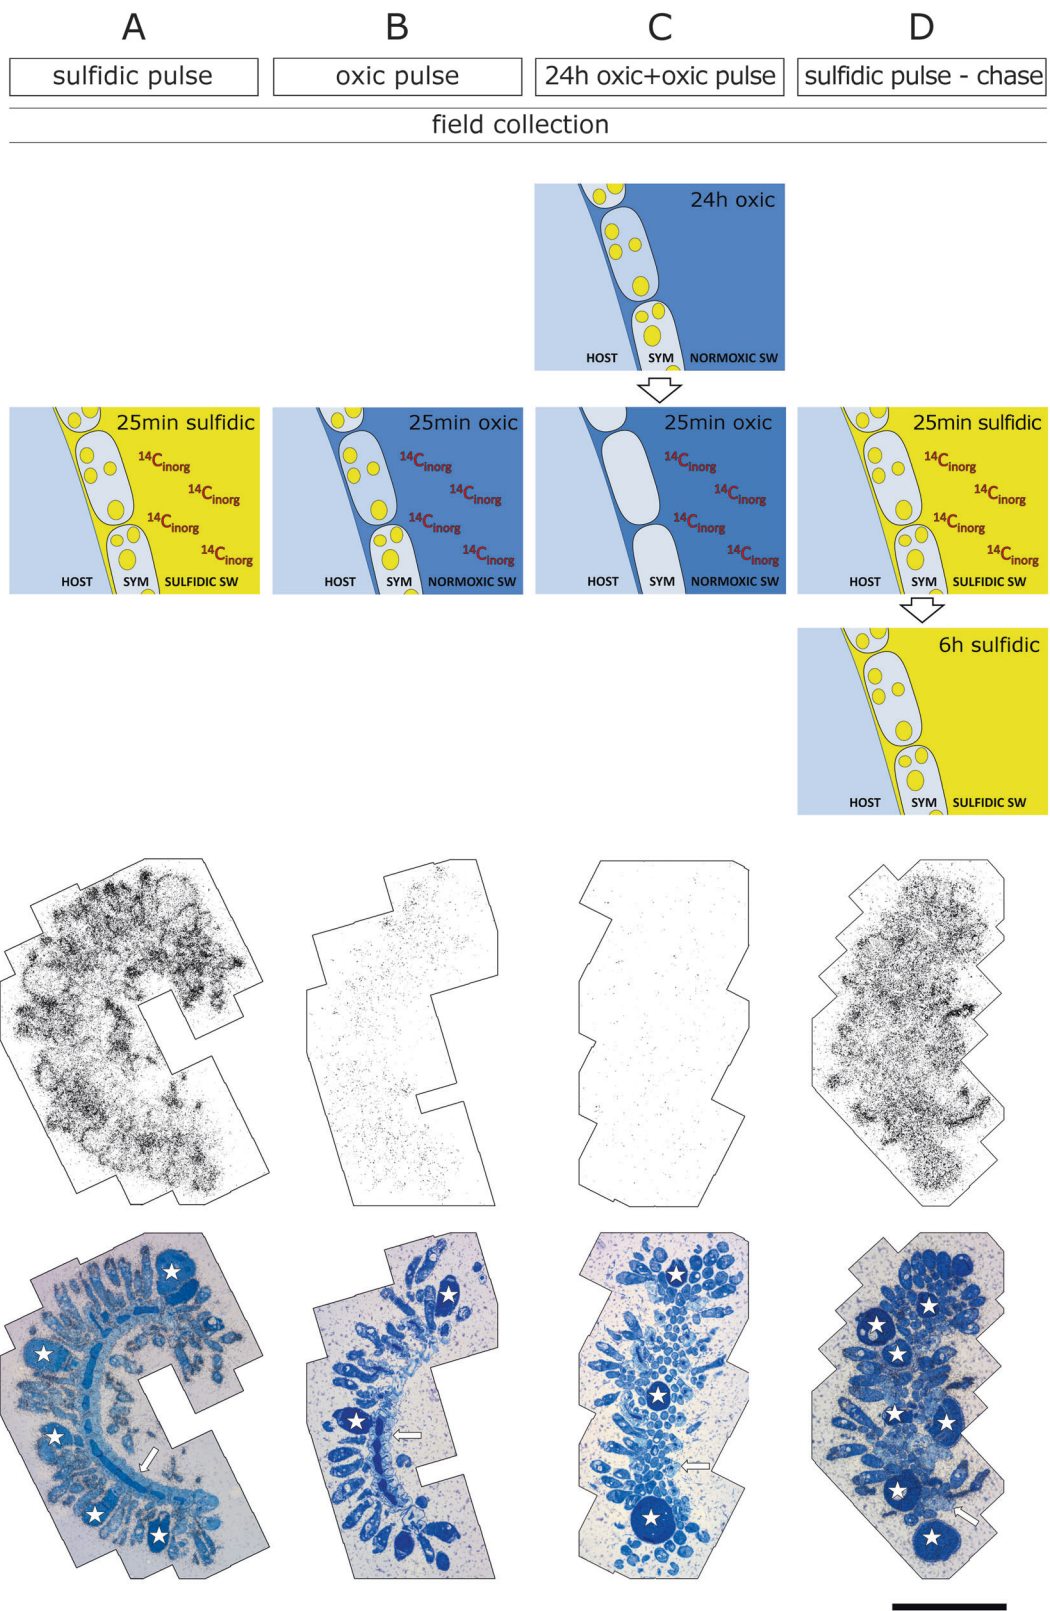 A B C D
sulfidic pulse oxic pulse 24h oxic+oxic pulse sulfidic pulse - chase
field collection
24h oxic
HOST SYM NORMOXIC SW
25min sulfidic 25min oxic 25min oxic 25min sulfidic
¹⁴Cinorg ¹⁴Cinorg ¹⁴Cinorg ¹⁴Cinorg
¹⁴Cinorg ¹⁴Cinorg ¹⁴Cinorg ¹⁴Cinorg
¹⁴Cinorg ¹⁴Cinorg ¹⁴Cinorg ¹⁴Cinorg
¹⁴Cinorg ¹⁴Cinorg ¹⁴Cinorg ¹⁴Cinorg
HOST SYM SULFIDIC SW HOST SYM NORMOXIC SW HOST SYM NORMOXIC SW HOST SYM SULFIDIC SW
6h sulfidic
HOST SYM SULFIDIC SW